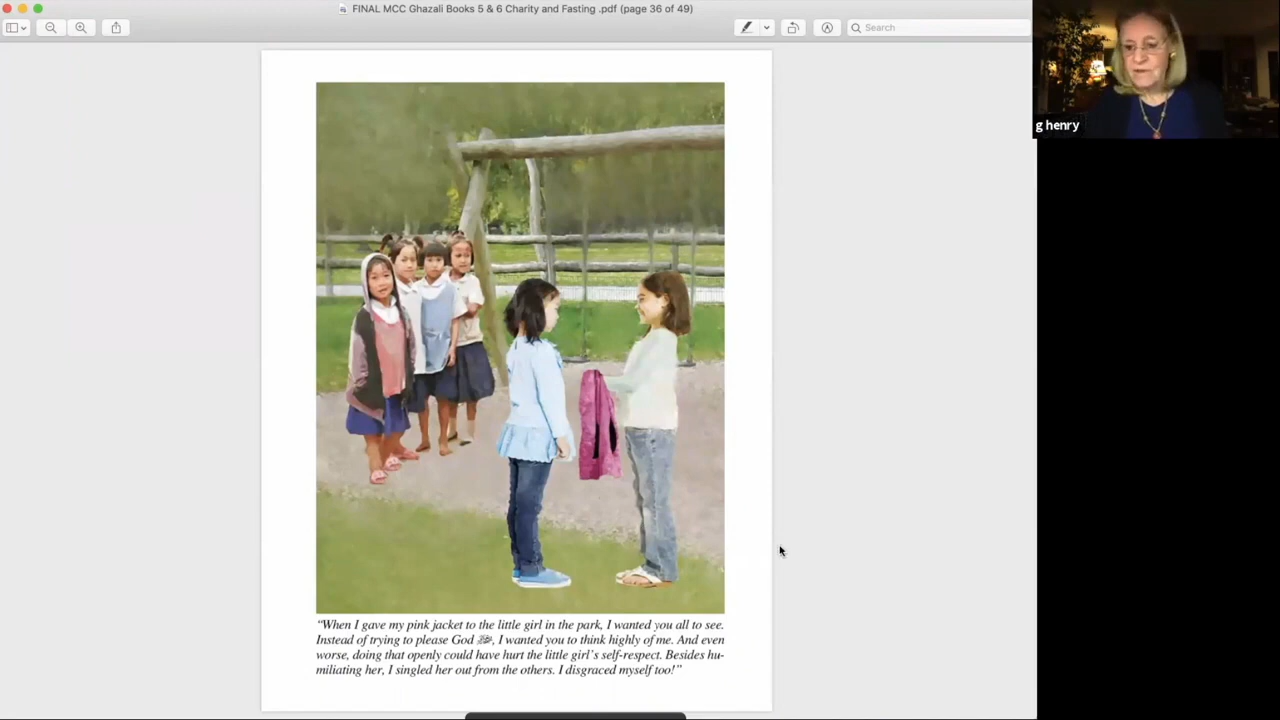 FINAL MCC Ghazali Books 5 & 6 Charity and Fasting .pdf (page 36 of 49)
Search
g henry
“When I gave my pink jacket to the little girl in the park, I wanted you all to see.
Instead of trying to please God ﷻ, I wanted you to think highly of me. And even
worse, doing that openly could have hurt the little girl’s self-respect. Besides hu-
miliating her, I singled her out from the others. I disgraced myself too!”